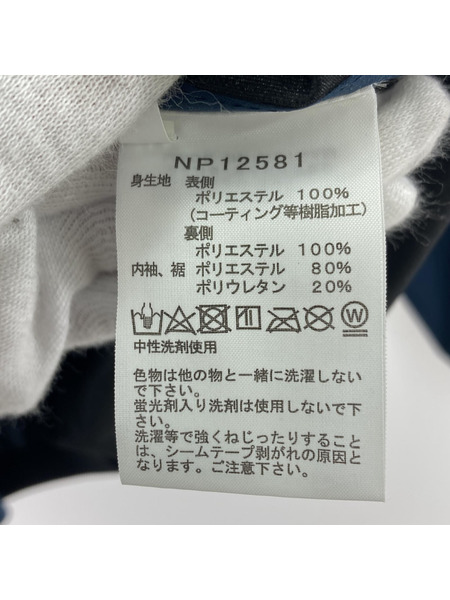 NP12581
身生地 表側
ポリエステル 100%
(コーティング等樹脂加工)
裏側
ポリエステル 100%
内袖、裾 ポリエステル 80%
ポリウレタン 20%
W
中性洗剤使用
色物は他の物と一緒に洗濯しない
で下さい。
蛍光剤入り洗剤は使用しないで下
さい。
洗濯等で強くねじったりすること
は、シームテープ剥がれの原因と
なります。ご注意下さい。